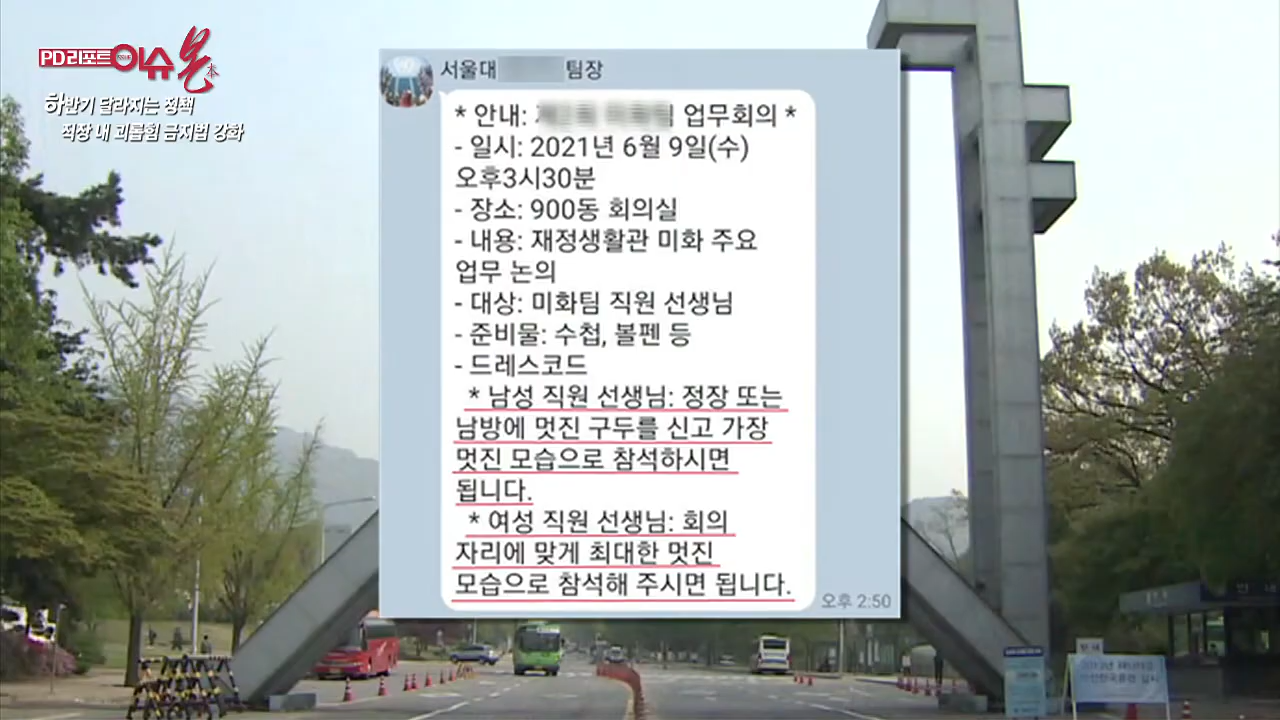 PD리포트 이슈 본 本
하반기 달라지는 정책
직장 내 괴롭힘 금지법 강화
서울대 팀장
* 안내: 업무회의 *
- 일시: 2021년 6월 9일(수)
오후3시30분
- 장소: 900동 회의실
- 내용: 재정생활관 미화 주요
업무 논의
- 대상: 미화팀 직원 선생님
- 준비물: 수첩, 볼펜 등
- 드레스코드
* 남성 직원 선생님: 정장 또는
남방에 멋진 구두를 신고 가장
멋진 모습으로 참석하시면
됩니다.
* 여성 직원 선생님: 회의
자리에 맞게 최대한 멋진
모습으로 참석해 주시면 됩니다.
오후 2:50